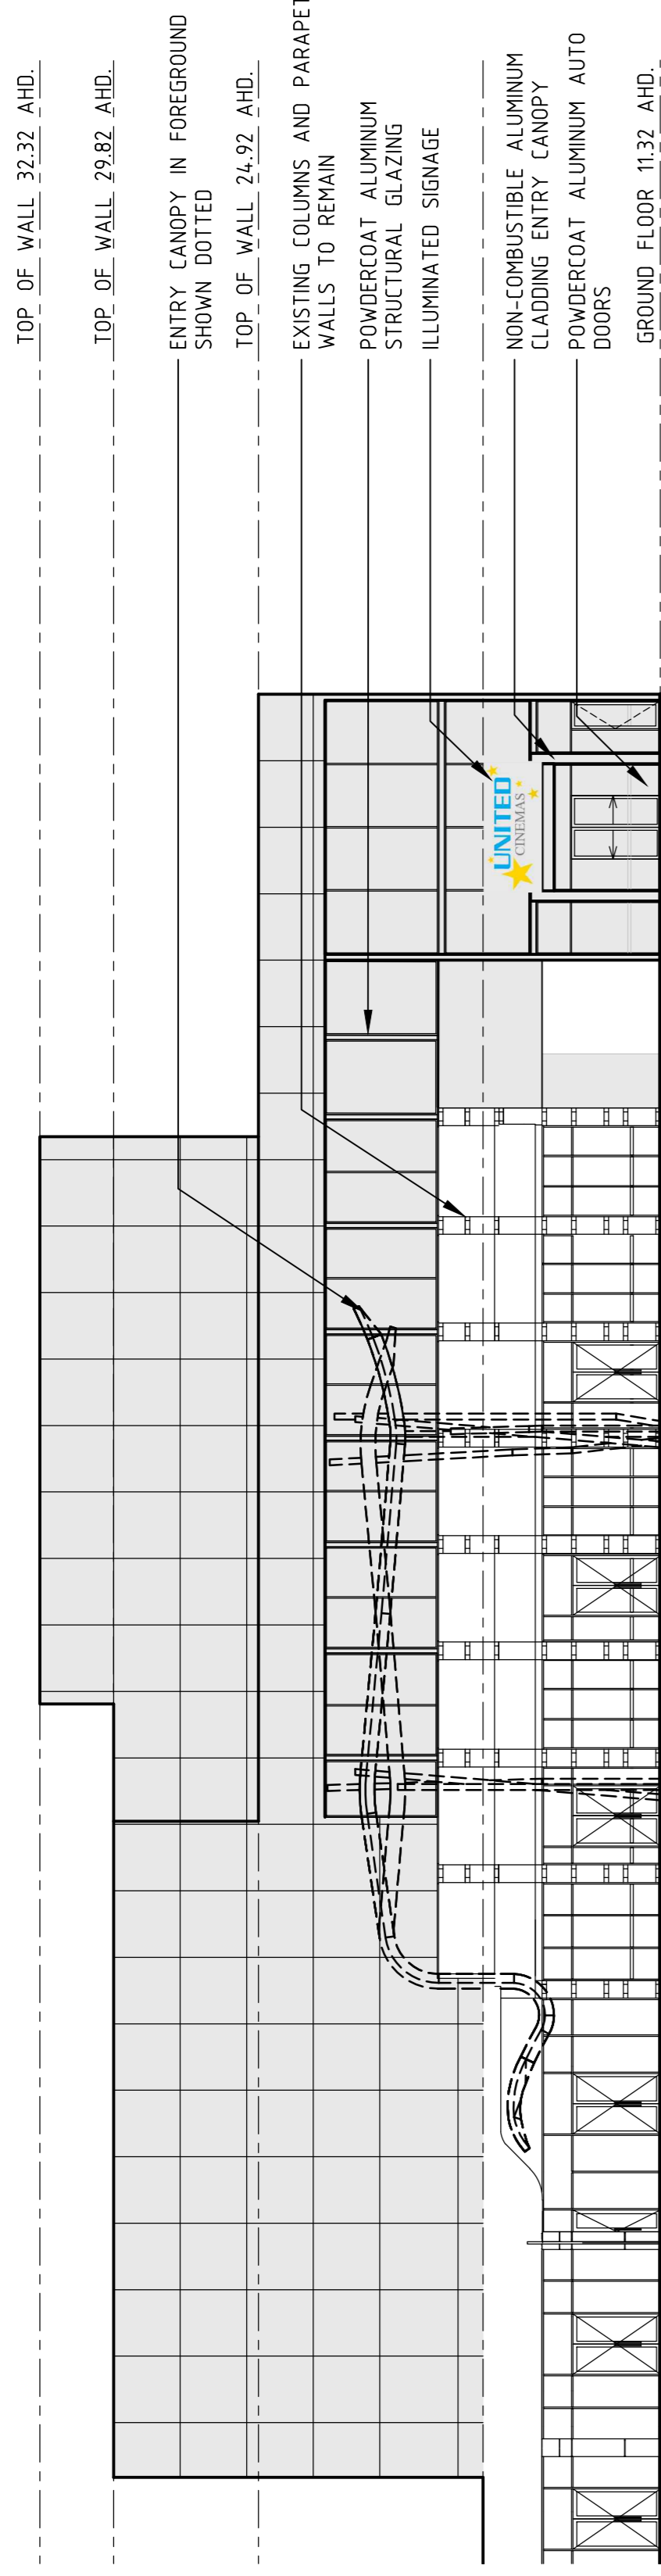 TOP OF WALL 32.32 AHD.
TOP OF WALL 29.82 AHD.
ENTRY CANOPY IN FOREGROUND
SHOWN DOTTED
TOP OF WALL 24.92 AHD.
EXISTING COLUMNS AND PARAPET
WALLS TO REMAIN
POWDERCOAT ALUMINUM
STRUCTURAL GLAZING
ILLUMINATED SIGNAGE
NON-COMBUSTIBLE ALUMINUM
CLADDING ENTRY CANOPY
POWDERCOAT ALUMINUM AUTO
DOORS
GROUND FLOOR 11.32 AHD.
UNITED
CINEMAS